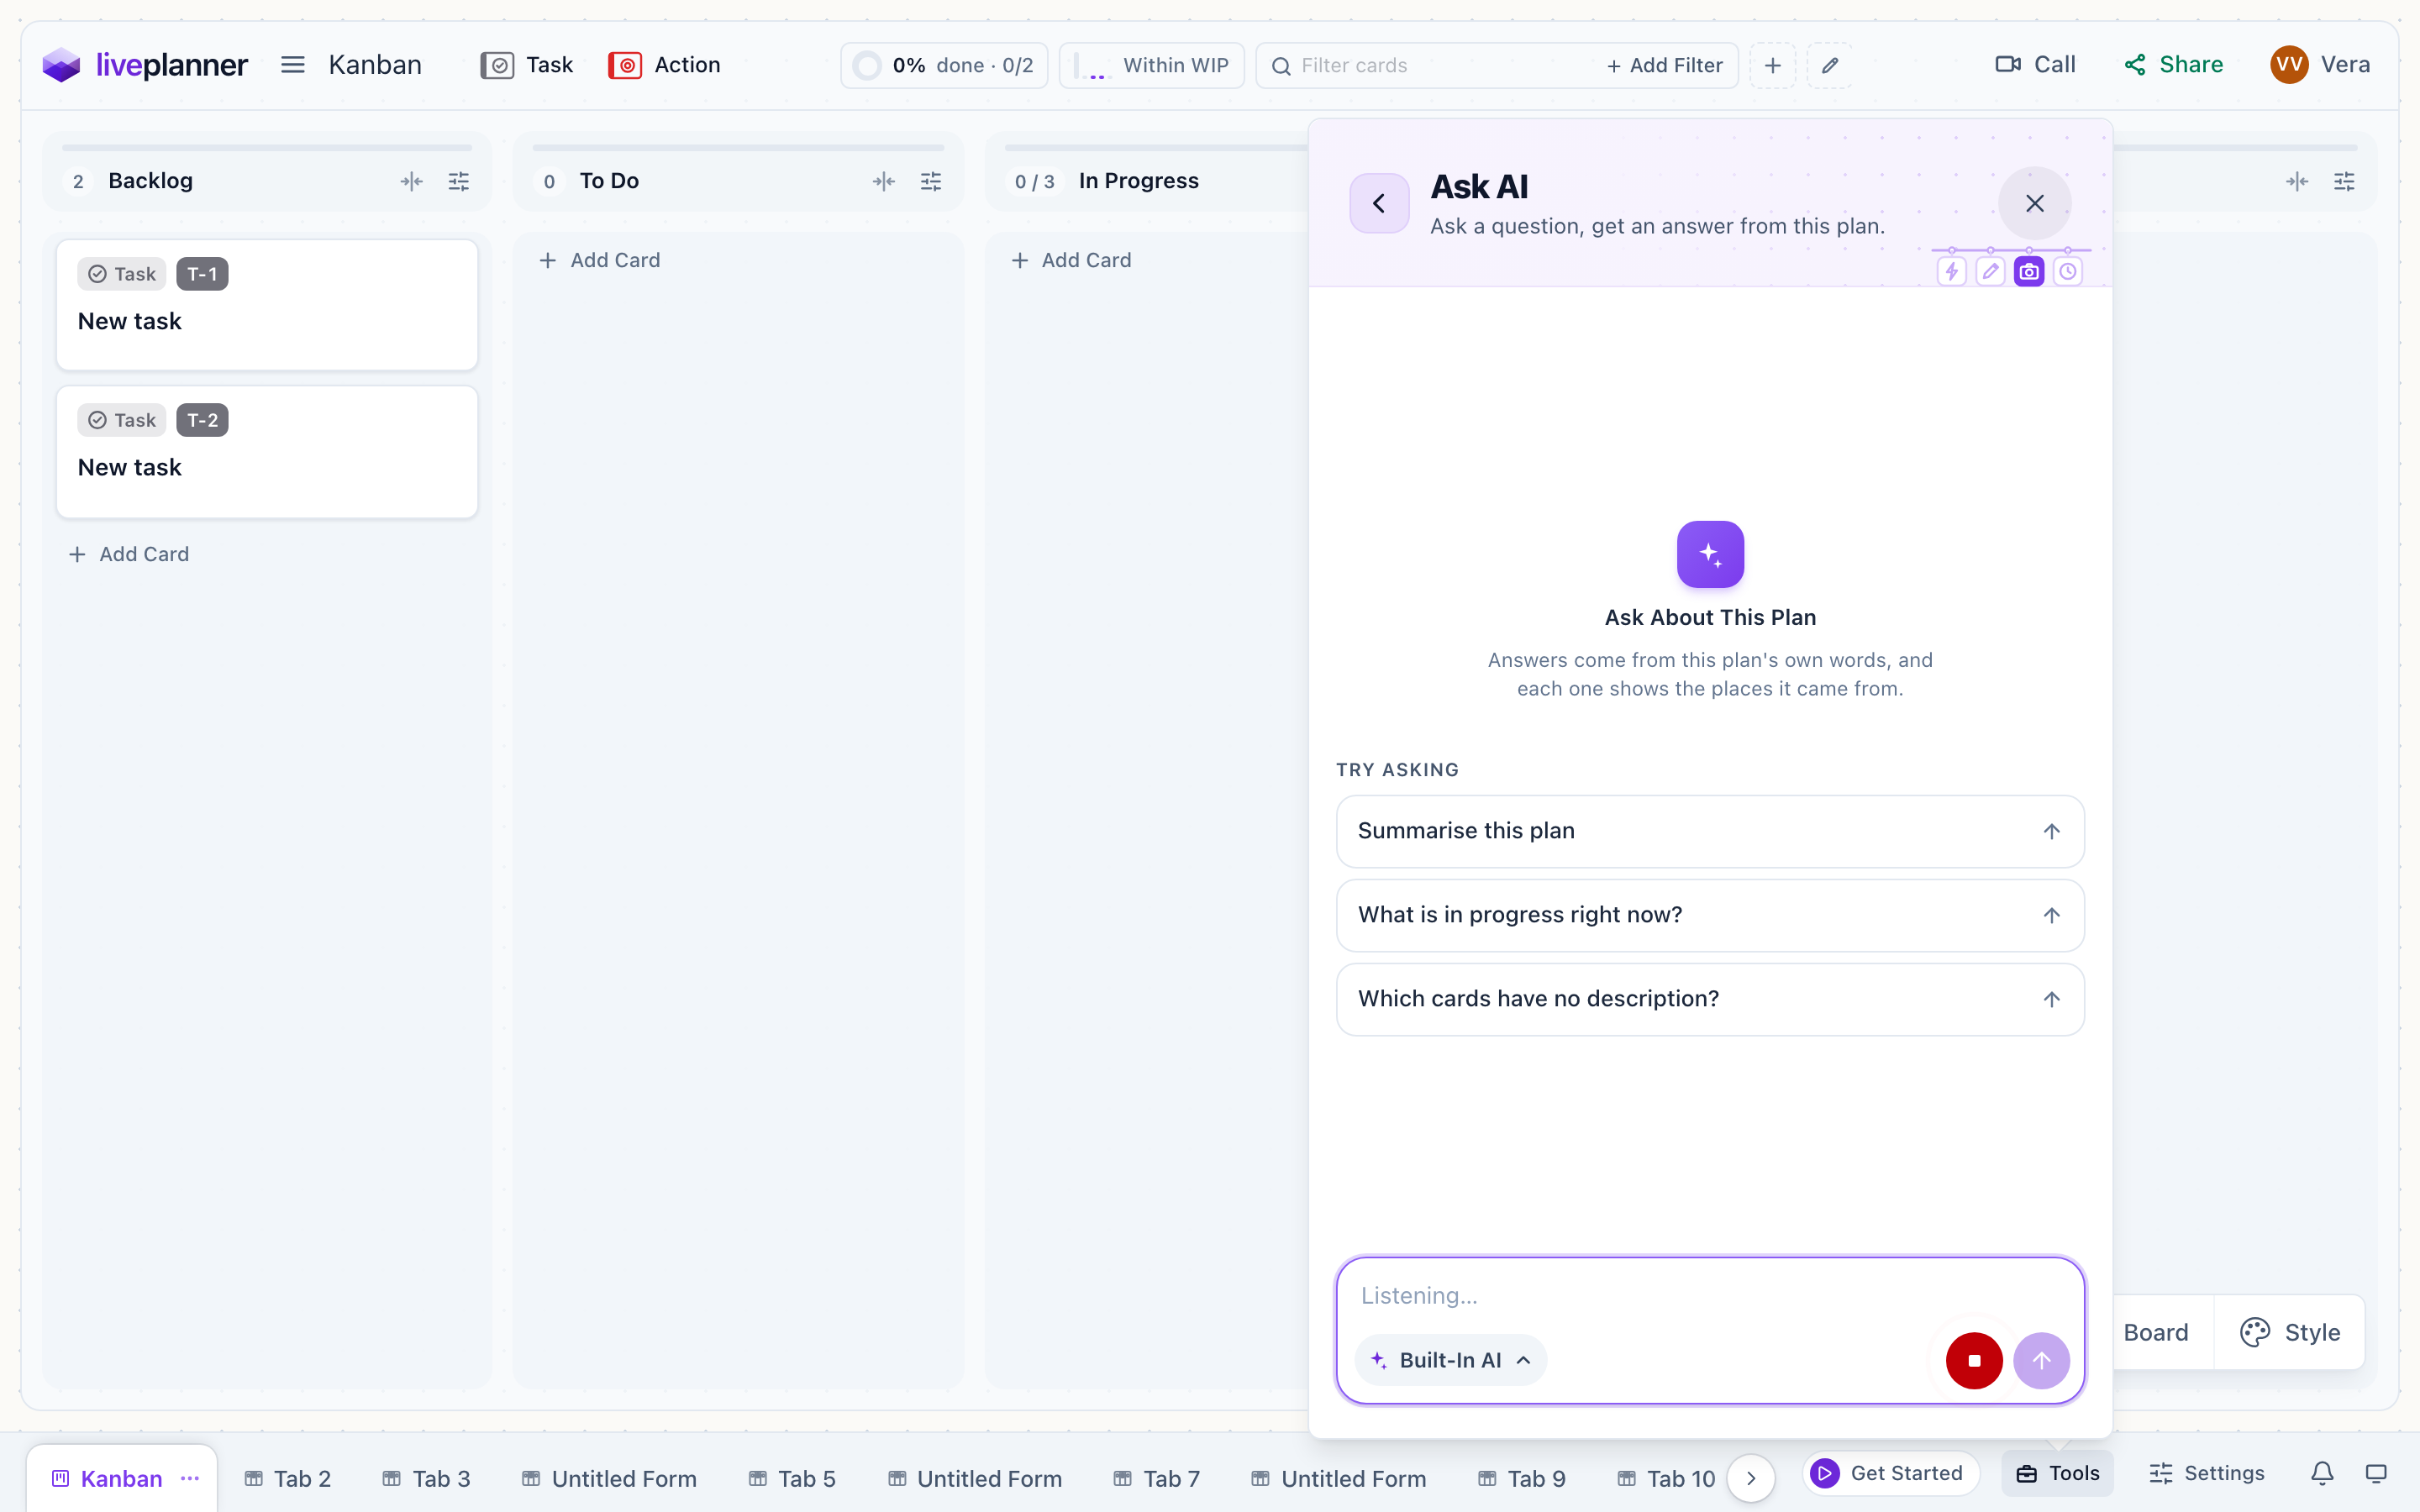 liveplanner
Kanban
Task
Action
0% done · 0/2
Within WIP
Filter cards
+ Add Filter
Call
Share
VV
Vera
2 Backlog
Task T-1
New task
Task T-2
New task
+ Add Card
0 To Do
+ Add Card
0 / 3 In Progress
+ Add Card
Ask AI
Ask a question, get an answer from this plan.
Ask About This Plan
Answers come from this plan's own words, and
each one shows the places it came from.
TRY ASKING
Summarise this plan
What is in progress right now?
Which cards have no description?
Listening...
Built-In AI
Board
Style
Kanban
Tab 2
Tab 3
Untitled Form
Tab 5
Untitled Form
Tab 7
Untitled Form
Tab 9
Tab 10
Get Started
Tools
Settings